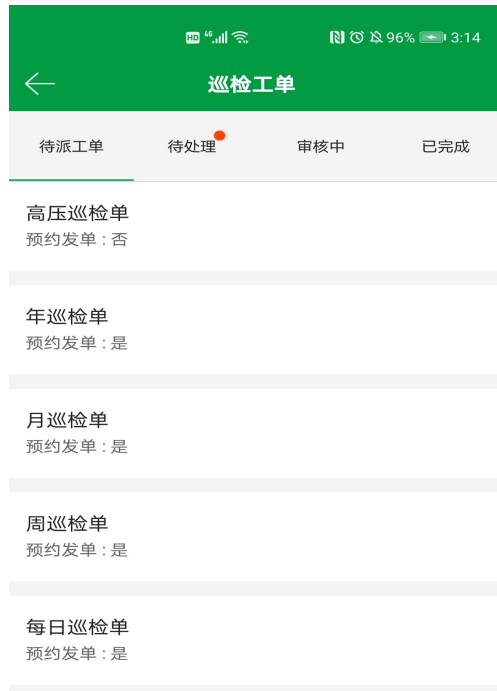 HD 4G 96% 3:14
巡检工单
待派工单 待处理 审核中 已完成
高压巡检单
预约发单 : 否
年巡检单
预约发单 : 是
月巡检单
预约发单 : 是
周巡检单
预约发单 : 是
每日巡检单
预约发单 : 是